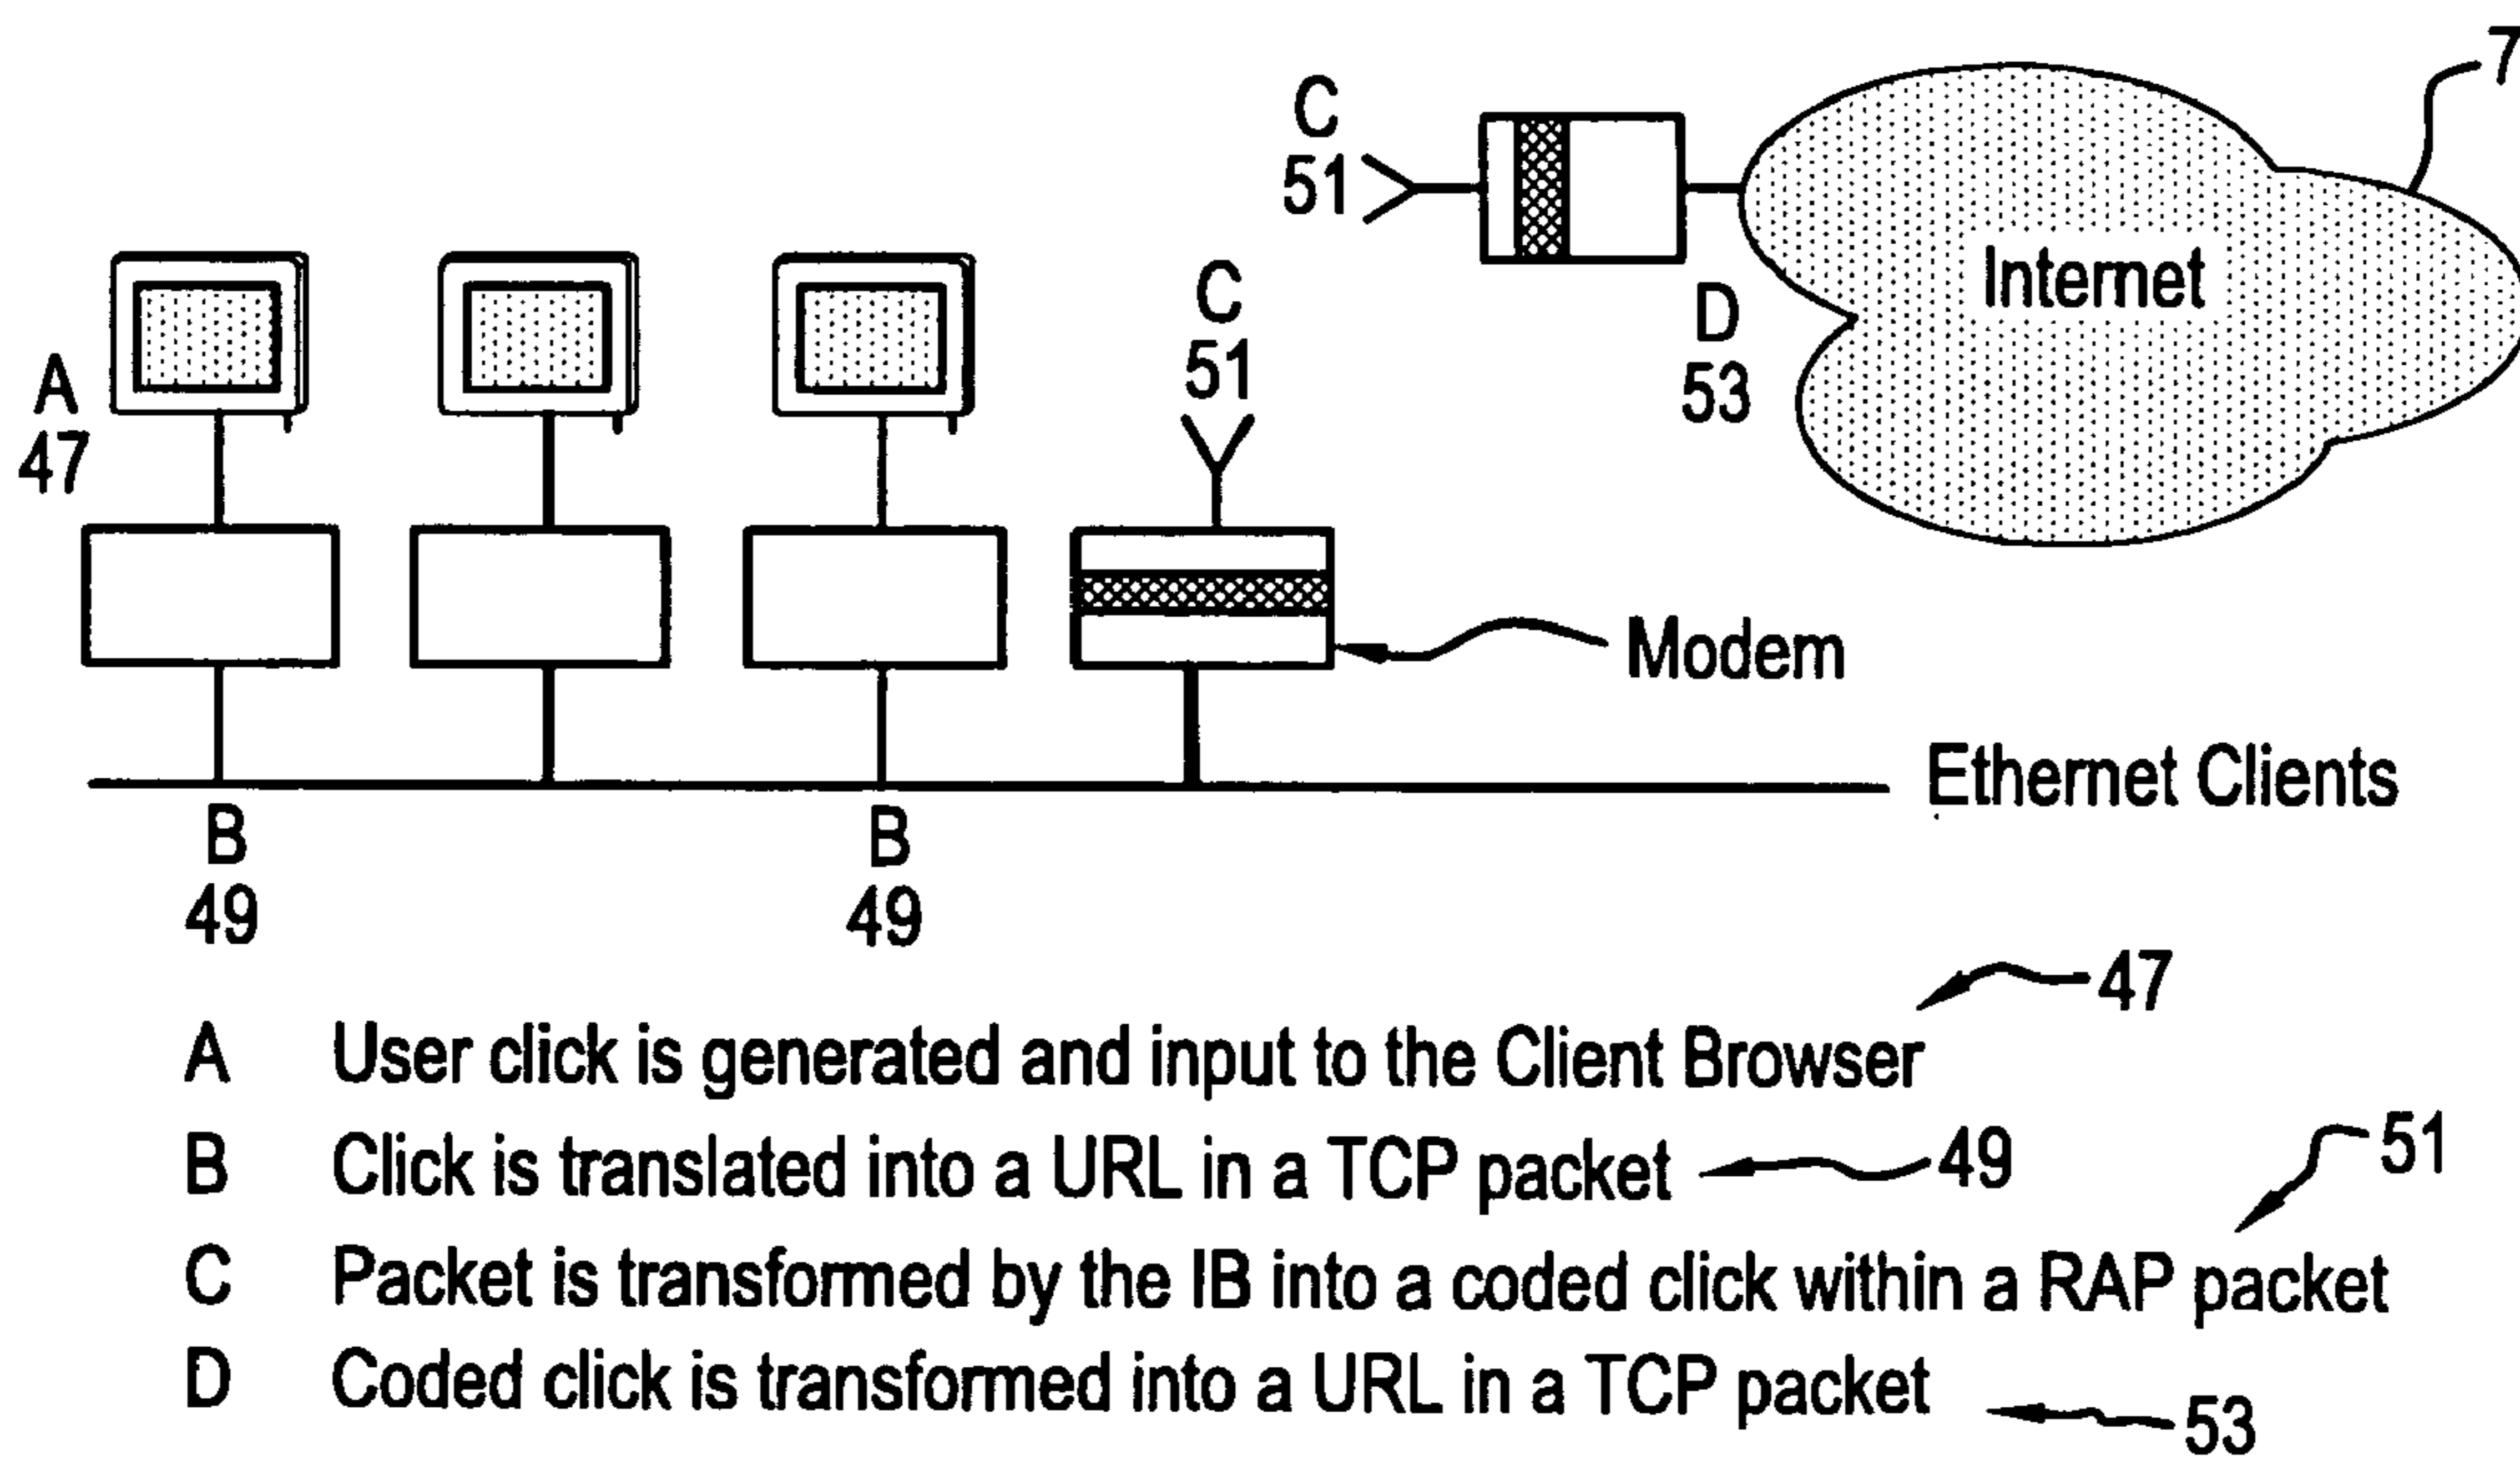 7
C
51
Internet
C
51
D
53
A
47
Modem
Ethernet Clients
B
49
B
49
47
A User click is generated and input to the Client Browser
51
B Click is translated into a URL in a TCP packet 49
C Packet is transformed by the IB into a coded click within a RAP packet
D Coded click is transformed into a URL in a TCP packet
53